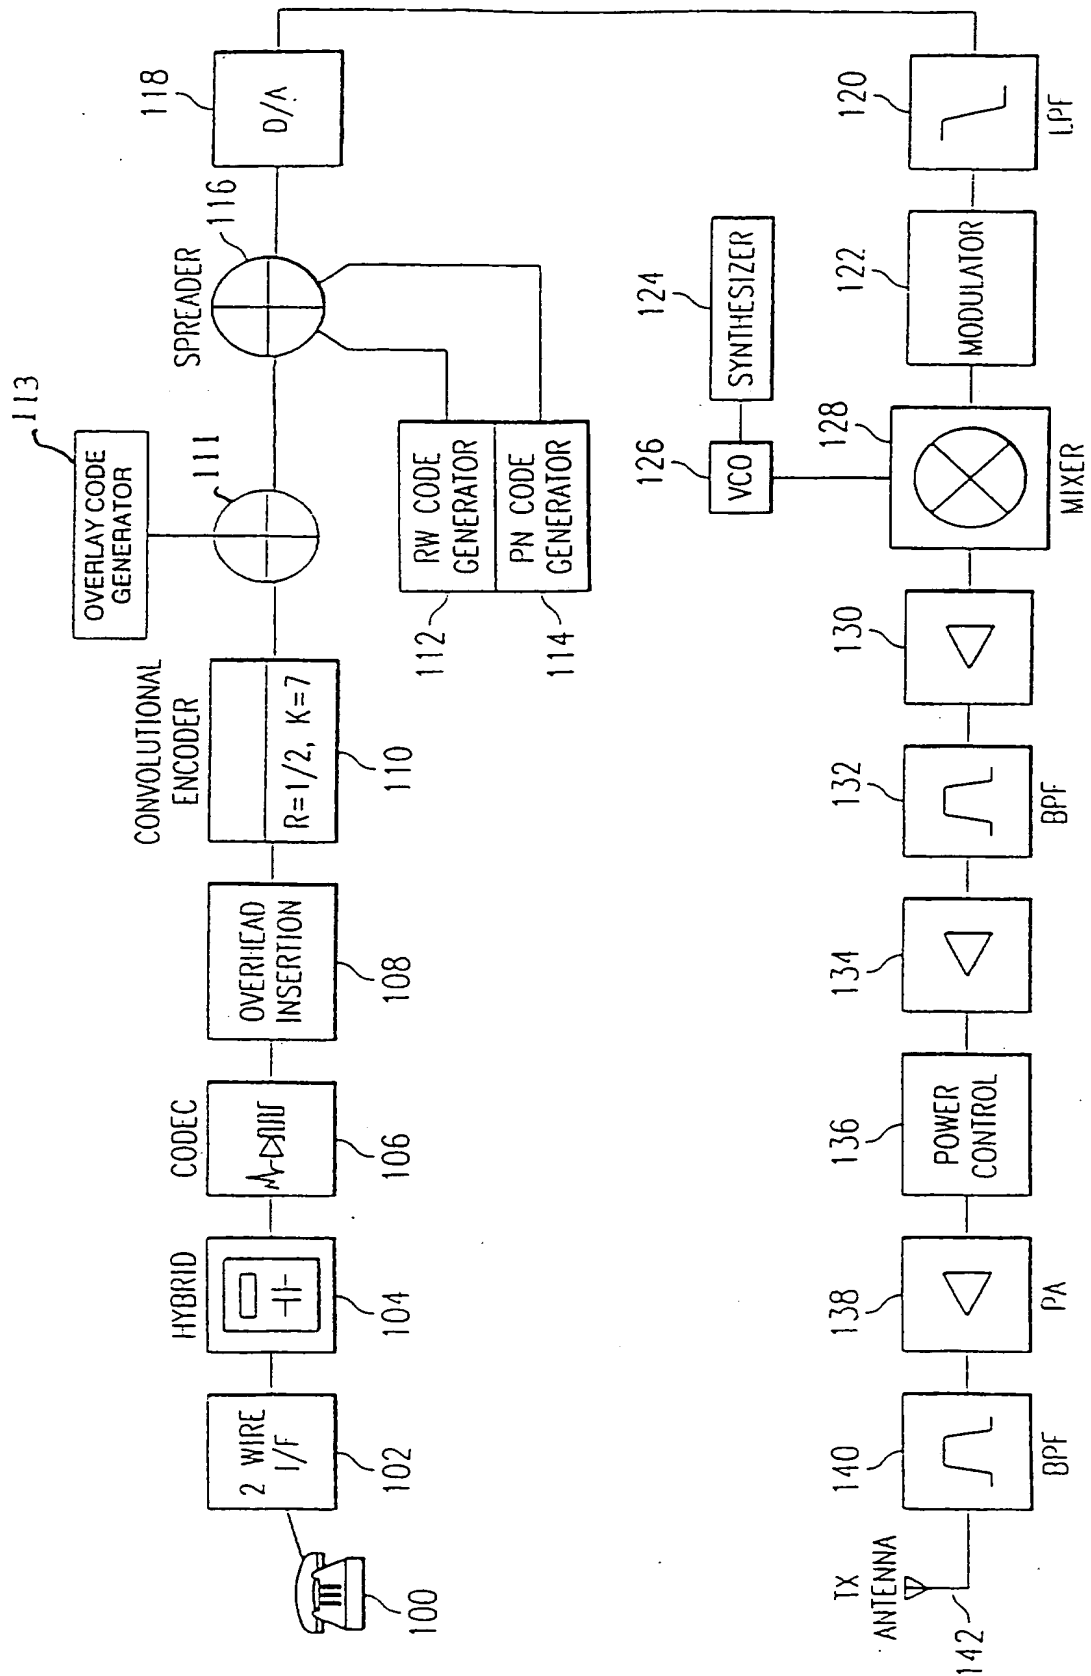 113
OVERLAY CODE
GENERATOR
111
SPREADER
116
118
D/A
CONVOLUTIONAL
ENCODER
R=1/2, K=7
110
RW CODE
GENERATOR
PN CODE
GENERATOR
112
114
OVERHEAD
INSERTION
108
CODEC
106
HYBRID
104
2 WIRE
I/F
102
100
TX
ANTENNA
142
140
BPF
138
PA
136
POWER
CONTROL
134
132
BPF
130
128
MIXER
126
VCO
124
SYNTHESIZER
122
MODULATOR
120
LPF